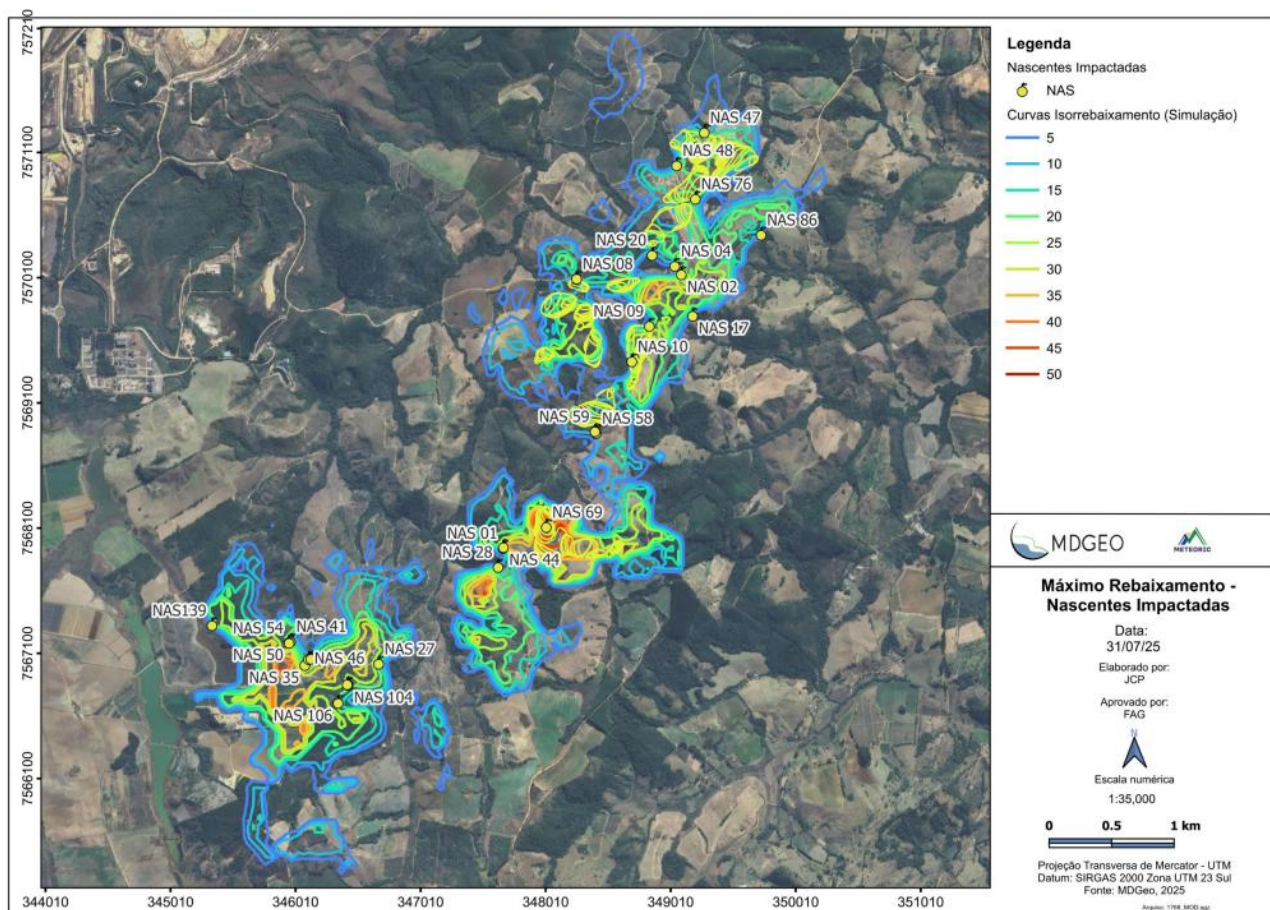 7572100
7571100
7570100
7569100
7568100
7567100
7566100
344010
345010
346010
347010
348010
349010
350010
351010
NAS 47
NAS 48
NAS 76
NAS 86
NAS 20
NAS 04
NAS 08
NAS 02
NAS 09
NAS 17
NAS 10
NAS 59
NAS 58
NAS 69
NAS 01
NAS 28
NAS 44
NAS139
NAS 54
NAS 41
NAS 50
NAS 46
NAS 27
NAS 35
NAS 104
NAS 106
Legenda
Nascentes Impactadas
NAS
Curvas Isorrebaixamento (Simulação)
5
10
15
20
25
30
35
40
45
50
MDGEO
METEORIC
Máximo Rebaixamento -
Nascentes Impactadas
Data:
31/07/25
Elaborado por:
JCP
Aprovado por:
FAG
N
Escala numérica
1:35,000
0 0.5 1 km
Projeção Transversa de Mercator - UTM
Datum: SIRGAS 2000 Zona UTM 23 Sul
Fonte: MDGeo, 2025